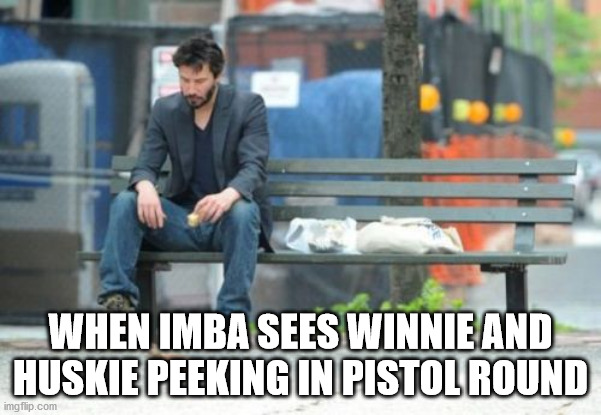 WHEN IMBA SEES WINNIE AND
HUSKIE PEEKING IN PISTOL ROUND
imgflip.com